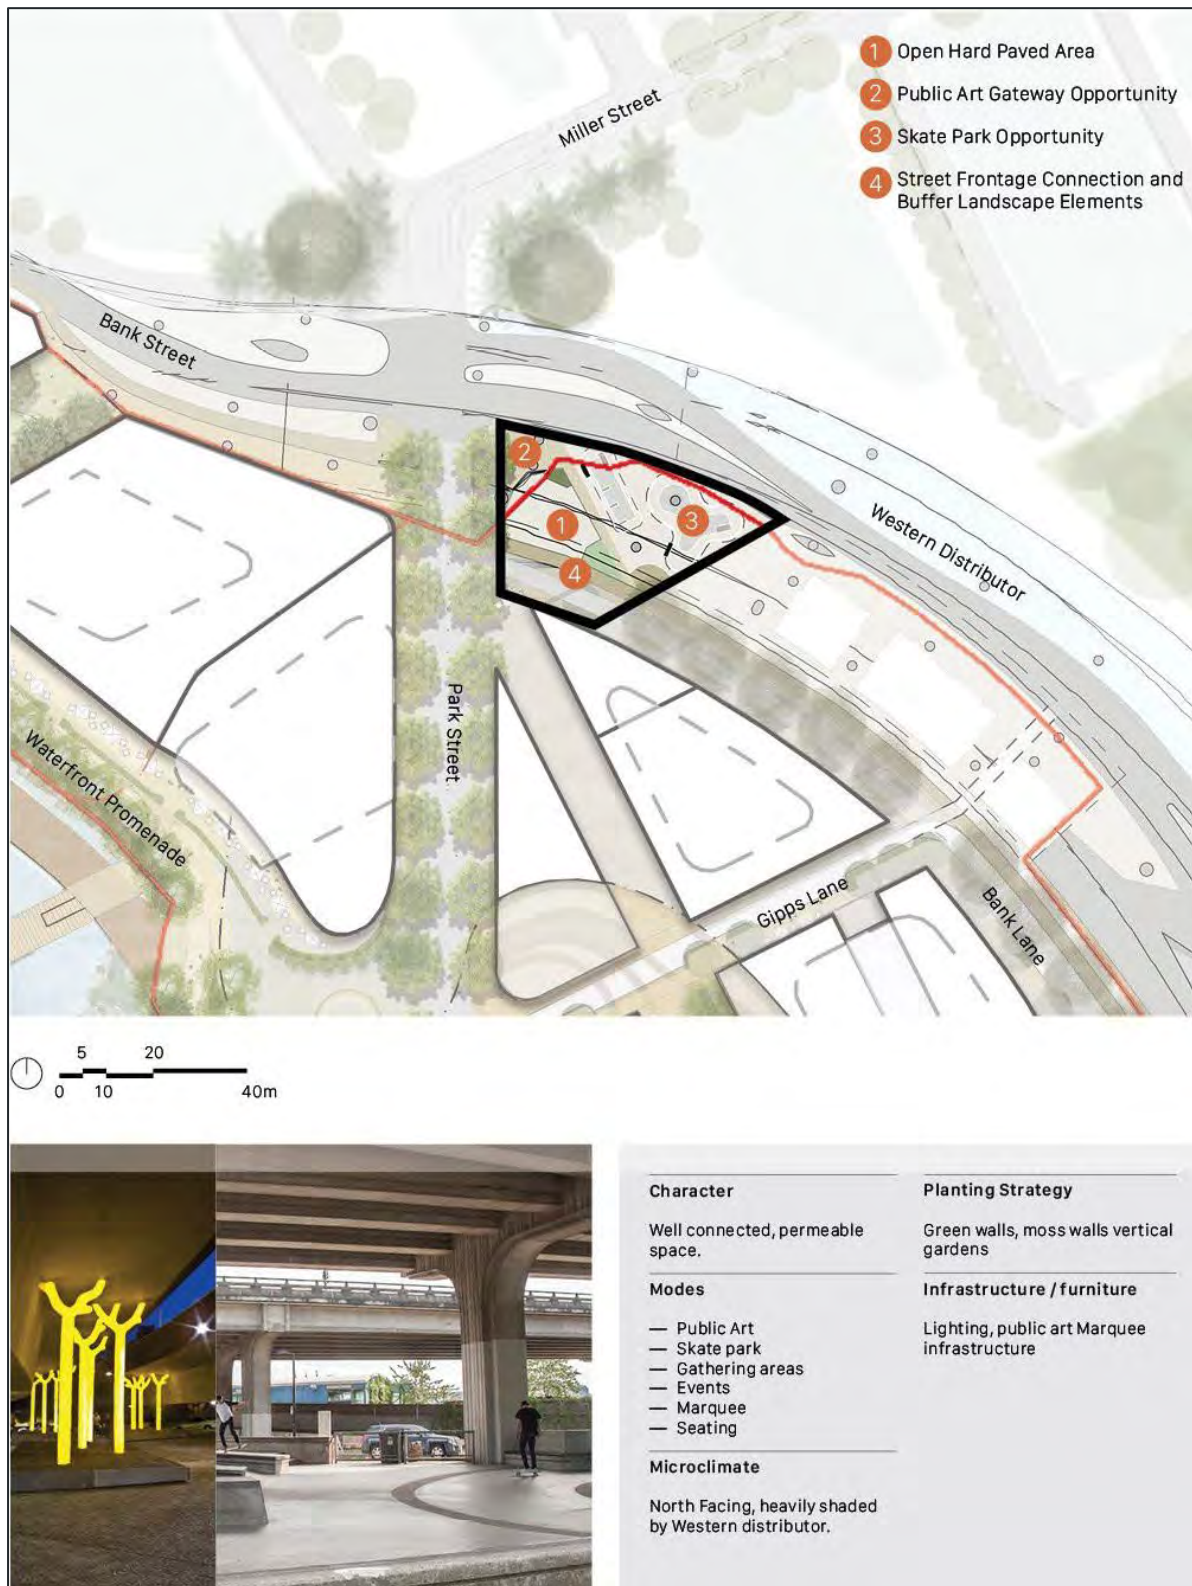 1 Open Hard Paved Area
2 Public Art Gateway Opportunity
3 Skate Park Opportunity
4 Street Frontage Connection and
Buffer Landscape Elements
Miller Street
Bank Street
2
3
1
4
Western Distributor
Park Street
Waterfront Promenade
Gipps Lane
Bank Lane
5 20
0 10 40m
Character
Well connected, permeable
space.
Modes
— Public Art
— Skate park
— Gathering areas
— Events
— Marquee
— Seating
Microclimate
North Facing, heavily shaded
by Western distributor.
Planting Strategy
Green walls, moss walls vertical
gardens
Infrastructure / furniture
Lighting, public art Marquee
infrastructure